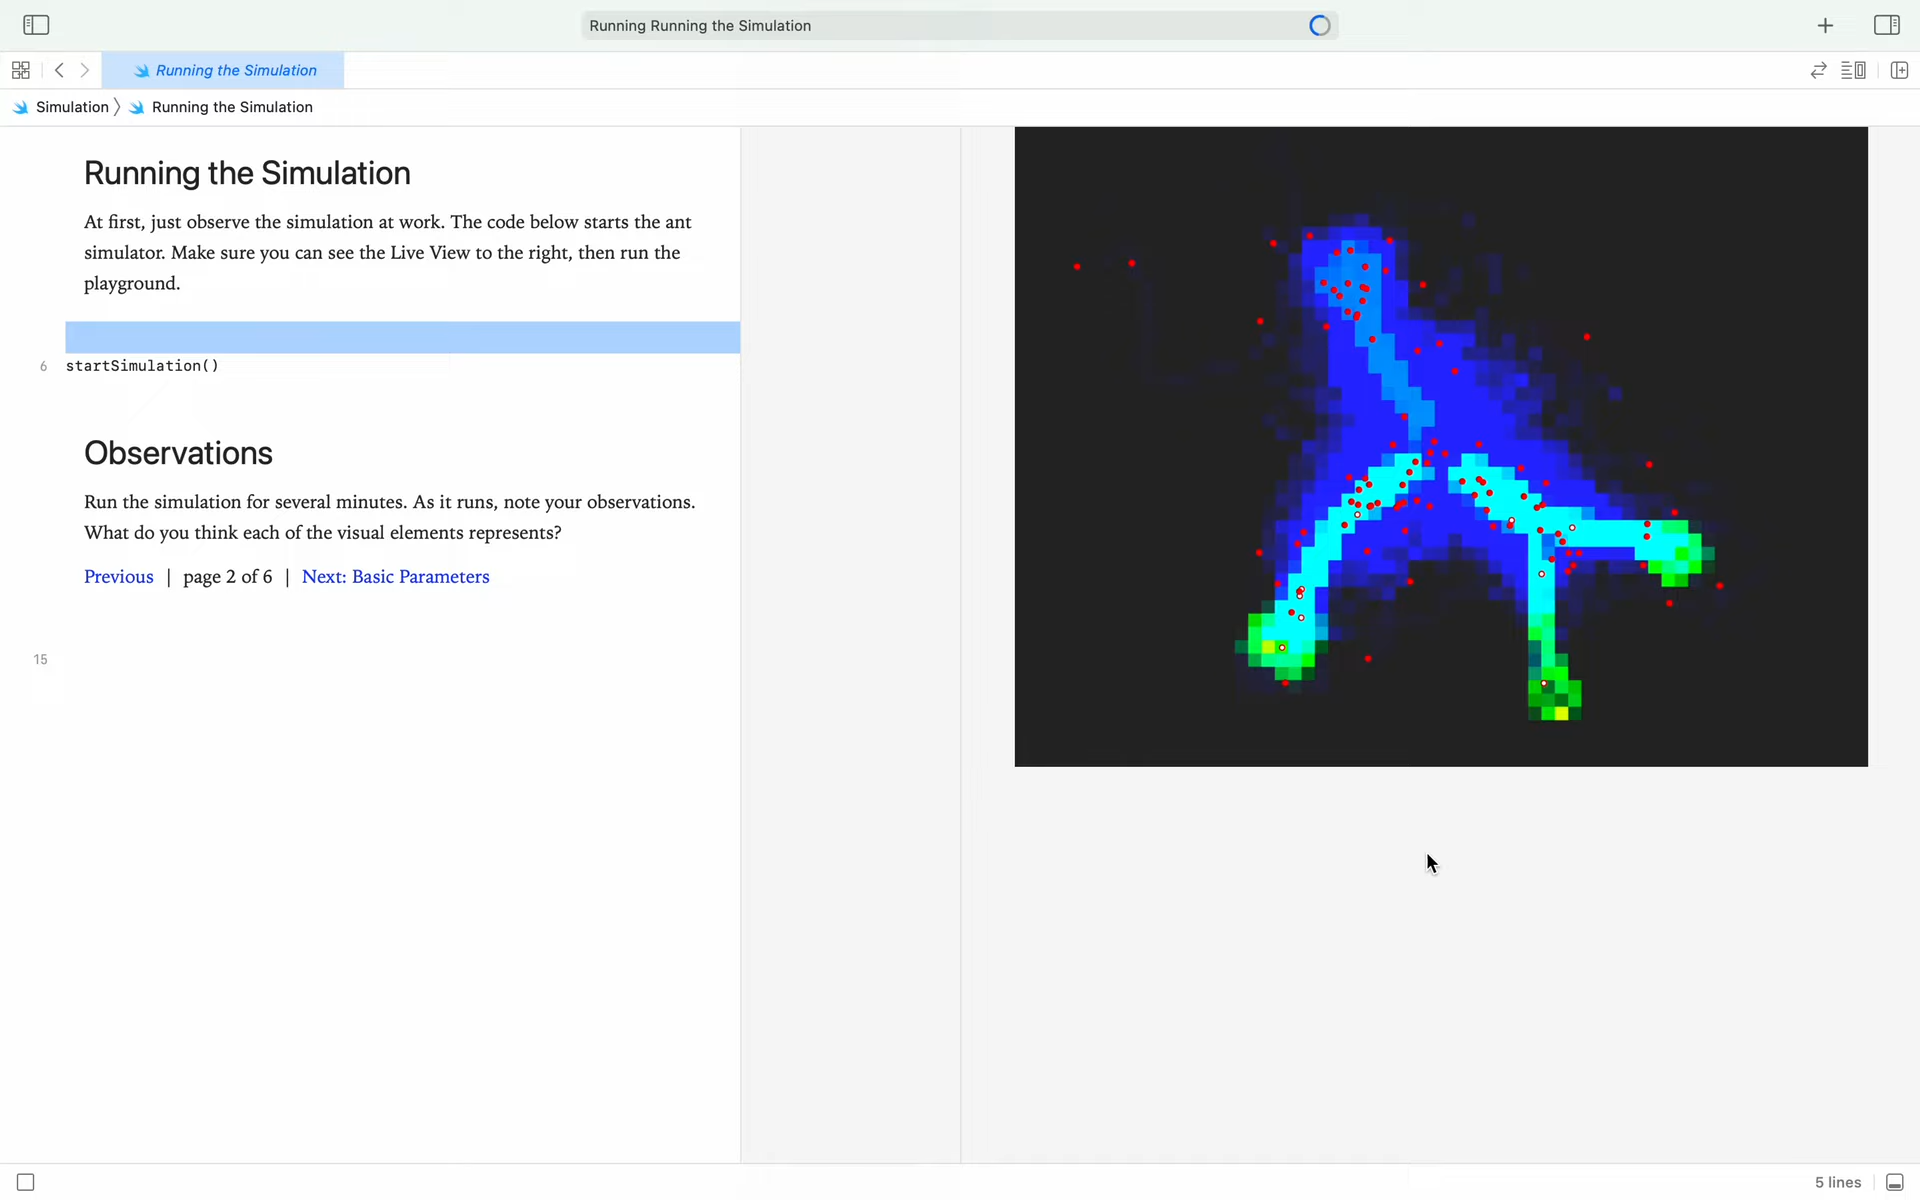 Running Running the Simulation
Running the Simulation
Simulation 〉 Running the Simulation
Running the Simulation
At first, just observe the simulation at work. The code below starts the ant
simulator. Make sure you can see the Live View to the right, then run the
playground.
6 startSimulation()
Observations
Run the simulation for several minutes. As it runs, note your observations.
What do you think each of the visual elements represents?
Previous | page 2 of 6 | Next: Basic Parameters
15
5 lines